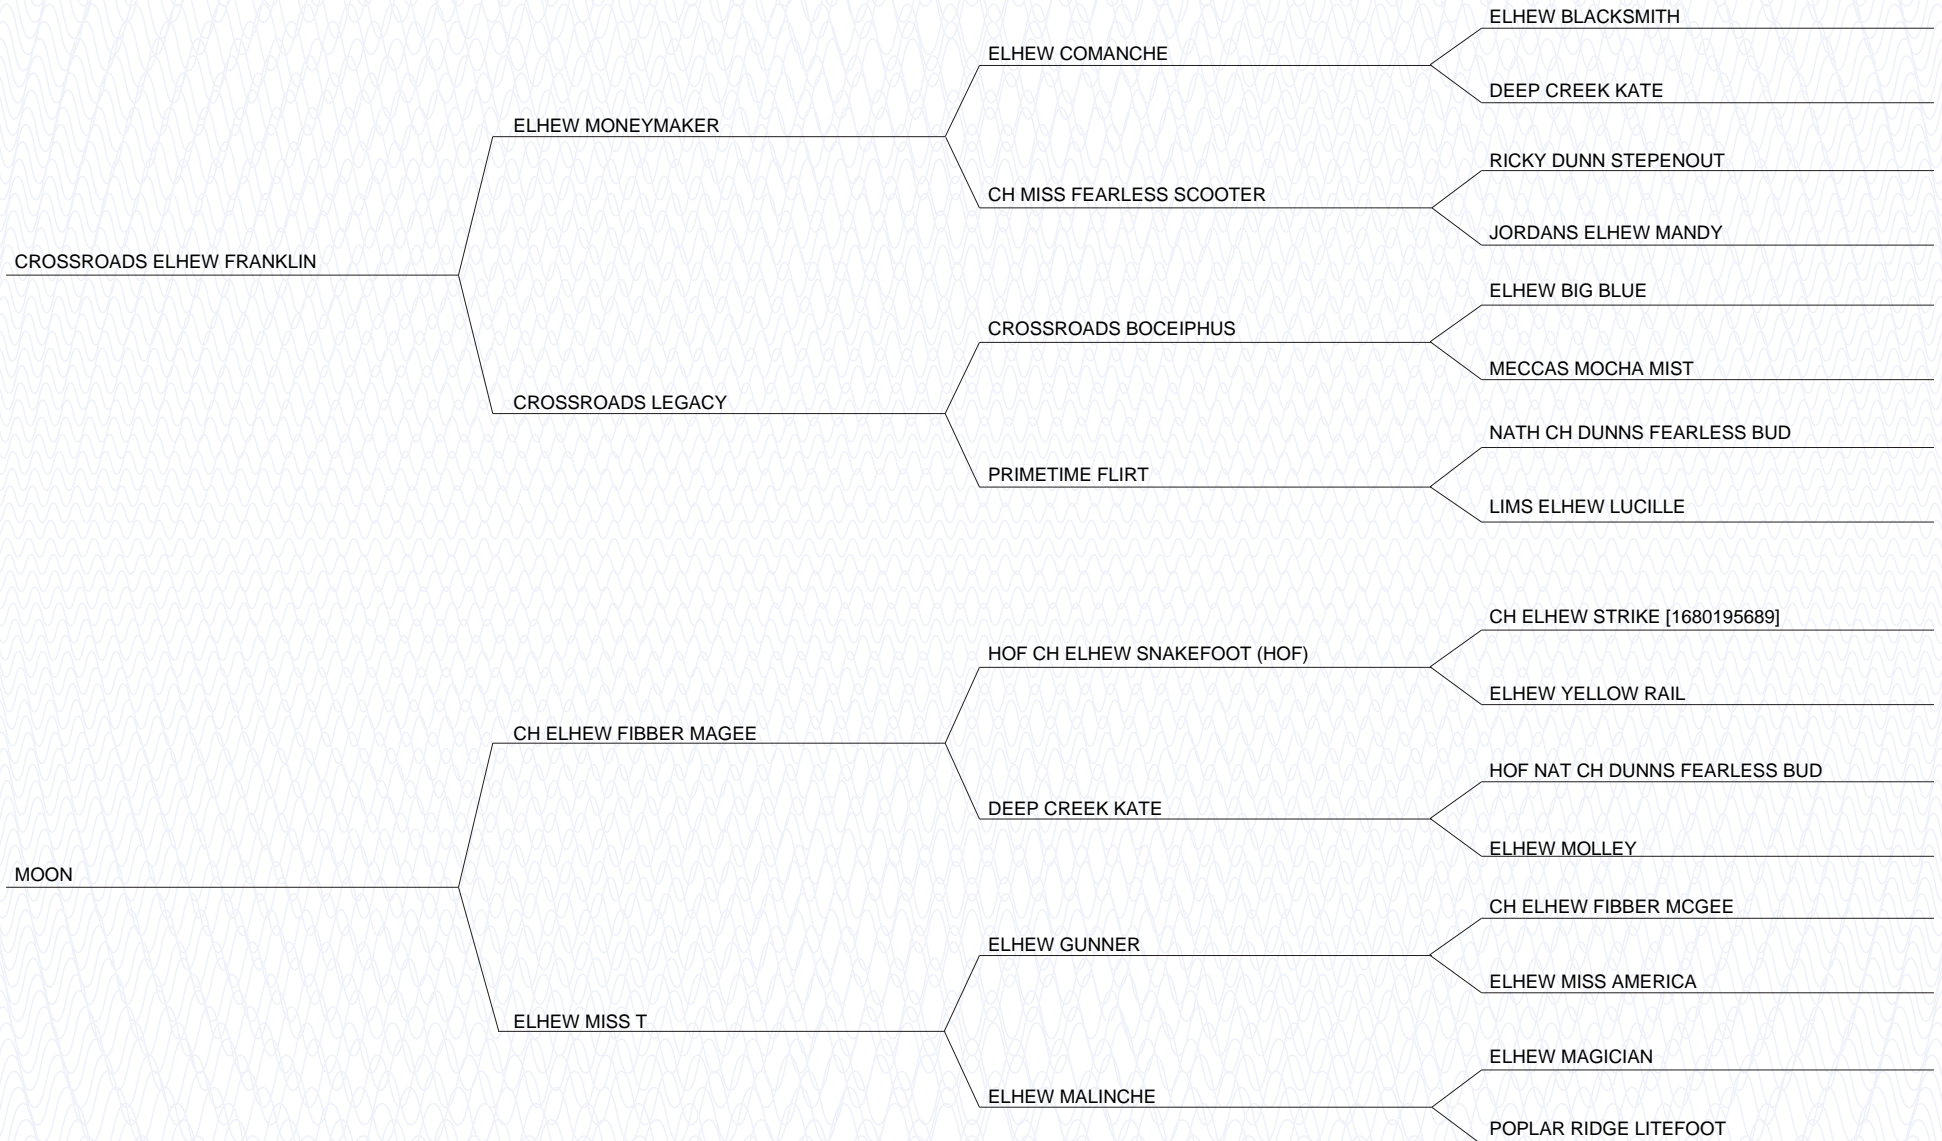 ELHEW BLACKSMITH
ELHEW COMANCHE
DEEP CREEK KATE
ELHEW MONEYMAKER
RICKY DUNN STEPENOUT
CH MISS FEARLESS SCOOTER
JORDANS ELHEW MANDY
CROSSROADS ELHEW FRANKLIN
ELHEW BIG BLUE
CROSSROADS BOCEIPHUS
MECCAS MOCHA MIST
CROSSROADS LEGACY
NATH CH DUNNS FEARLESS BUD
PRIMETIME FLIRT
LIMS ELHEW LUCILLE
CH ELHEW STRIKE [1680195689]
HOF CH ELHEW SNAKEFOOT (HOF)
ELHEW YELLOW RAIL
CH ELHEW FIBBER MAGEE
HOF NAT CH DUNNS FEARLESS BUD
DEEP CREEK KATE
ELHEW MOLLEY
MOON
CH ELHEW FIBBER MCGEE
ELHEW GUNNER
ELHEW MISS AMERICA
ELHEW MISS T
ELHEW MAGICIAN
ELHEW MALINCHE
POPLAR RIDGE LITEFOOT